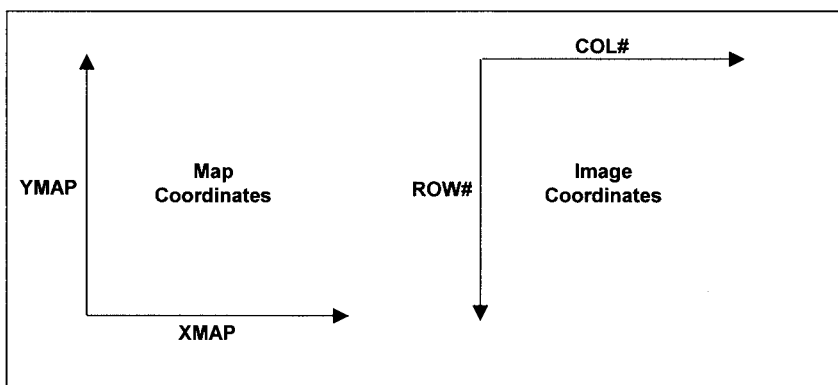 COL#
Map
Coordinates
YMAP
ROW#
Image
Coordinates
XMAP